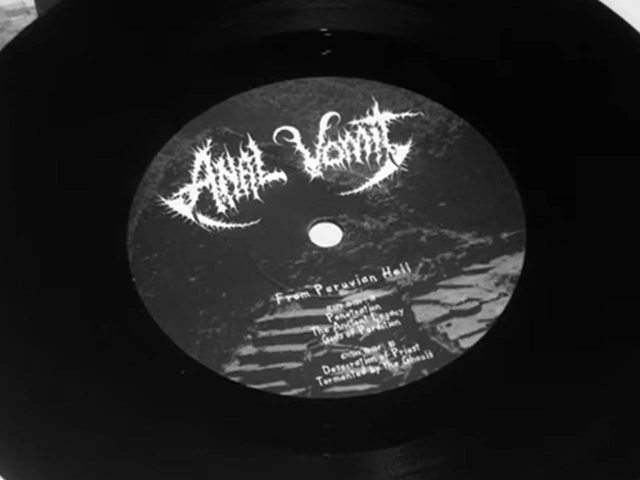 ANAL VOMIT
From Peruvian Hell
Penetration
The Ancient Legacy
Gods of Perdition
Desecration of Priest
Tormented by the Ghouls